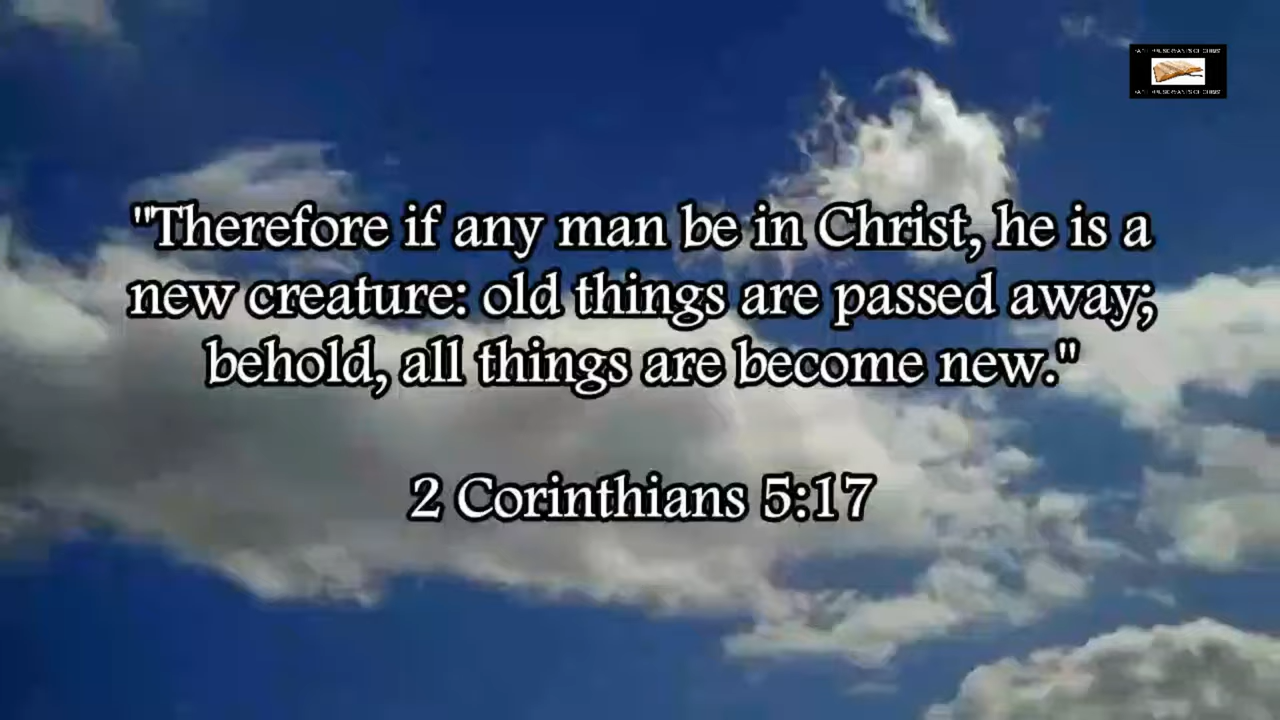 "Therefore if any man be in Christ, he is a
new creature: old things are passed away;
behold, all things are become new."
2 Corinthians 5:17